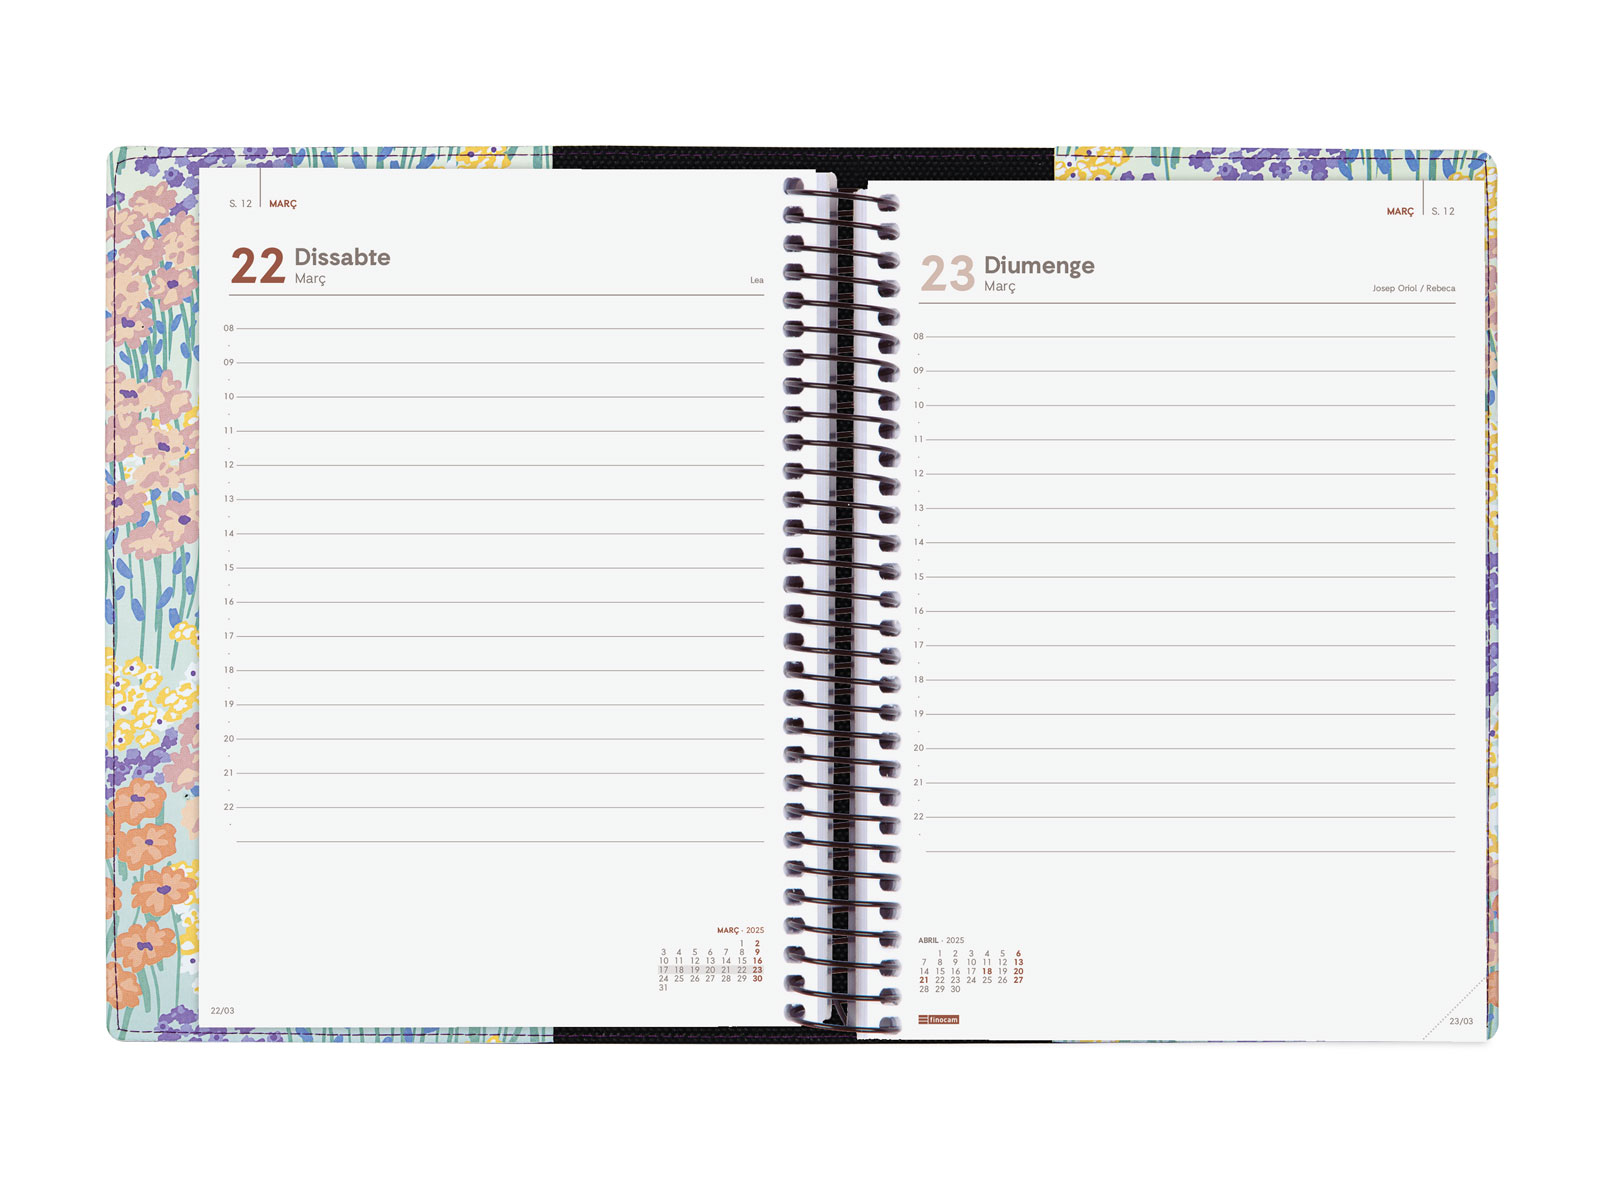 S. 12 MARÇ
22 Dissabte
Març
Lea
08
09
10
11
12
13
14
15
16
17
18
19
20
21
22
MARÇ - 2025
1 2
3 4 5 6 7 8 9
10 11 12 13 14 15 16
17 18 19 20 21 22 23
24 25 26 27 28 29 30
31
22/03
MARÇ S. 12
23 Diumenge
Març
Josep Oriol / Rebeca
08
09
10
11
12
13
14
15
16
17
18
19
20
21
22
ABRIL - 2025
1 2 3 4 5 6
7 8 9 10 11 12 13
14 15 16 17 18 19 20
21 22 23 24 25 26 27
28 29 30
finocam
23/03